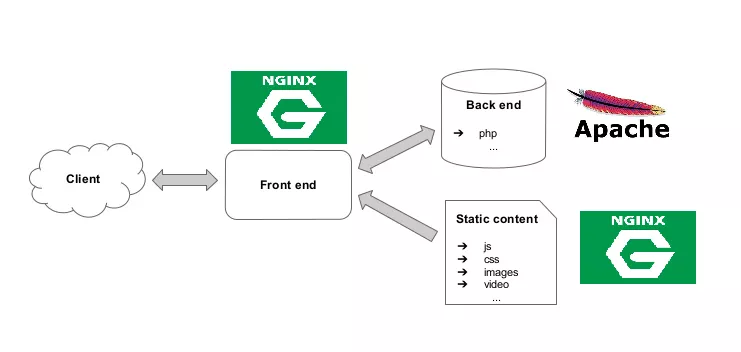 NGINX
Client
Front end
Back end
➔ php
...
Apache
Static content
➔ js
➔ css
➔ images
➔ video
...
NGINX